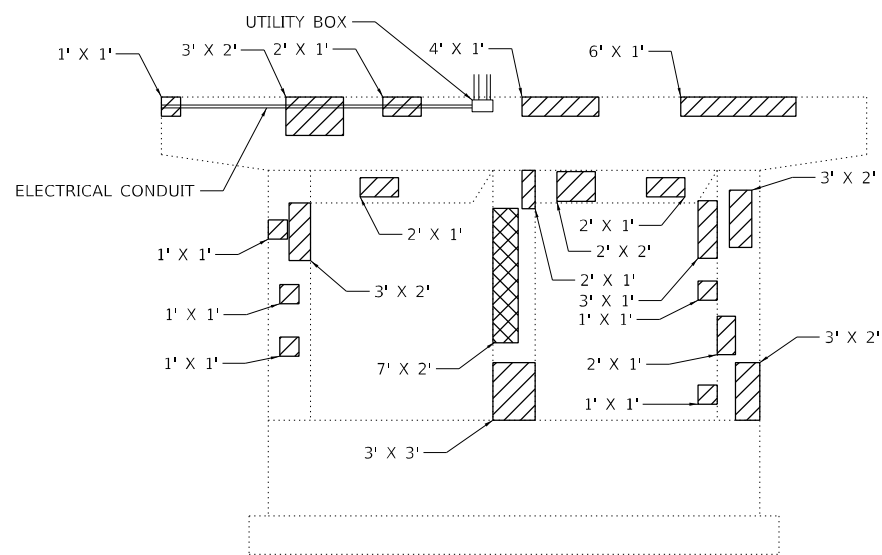 UTILITY BOX
1' X 1'
3' X 2'
2' X 1'
4' X 1'
6' X 1'
ELECTRICAL CONDUIT
3' X 2'
2' X 1'
2' X 1'
2' X 2'
1' X 1'
2' X 1'
3' X 2'
3' X 1'
1' X 1'
1' X 1'
3' X 2'
1' X 1'
7' X 2'
2' X 1'
1' X 1'
3' X 3'